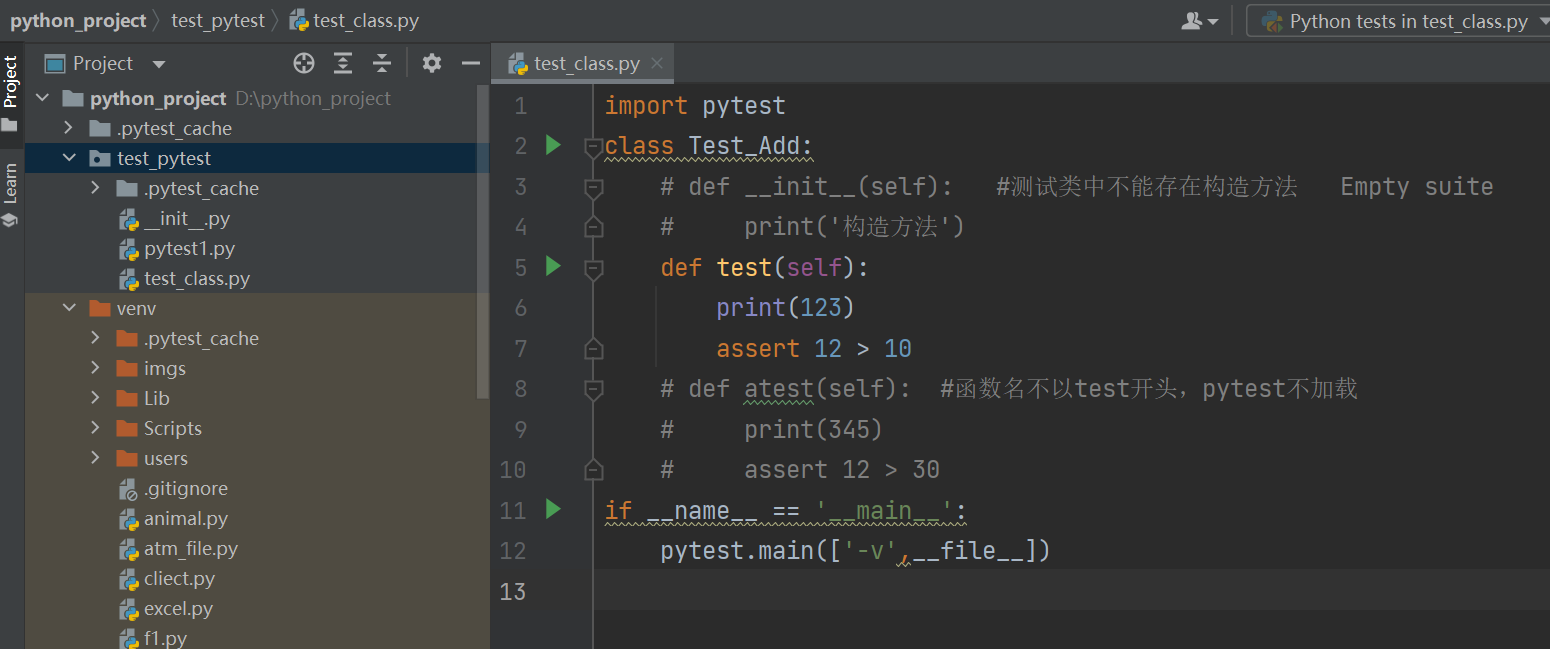 python_project test_pytest test_class.py Python tests in test_class.py
Project
Learn
Project
python_project D:\python_project
.pytest_cache
test_pytest
.pytest_cache
__init__.py
pytest1.py
test_class.py
venv
.pytest_cache
imgs
Lib
Scripts
users
.gitignore
animal.py
atm_file.py
cliect.py
excel.py
f1.py
test_class.py
1 import pytest
2 class Test_Add:
3     # def __init__(self):   #测试类中不能存在构造方法   Empty suite
4     #     print('构造方法')
5     def test(self):
6         print(123)
7         assert 12 > 10
8     # def atest(self):  #函数名不以test开头，pytest不加载
9     #     print(345)
10     #     assert 12 > 30
11 if __name__ == '__main__':
12     pytest.main(['-v',__file__])
13